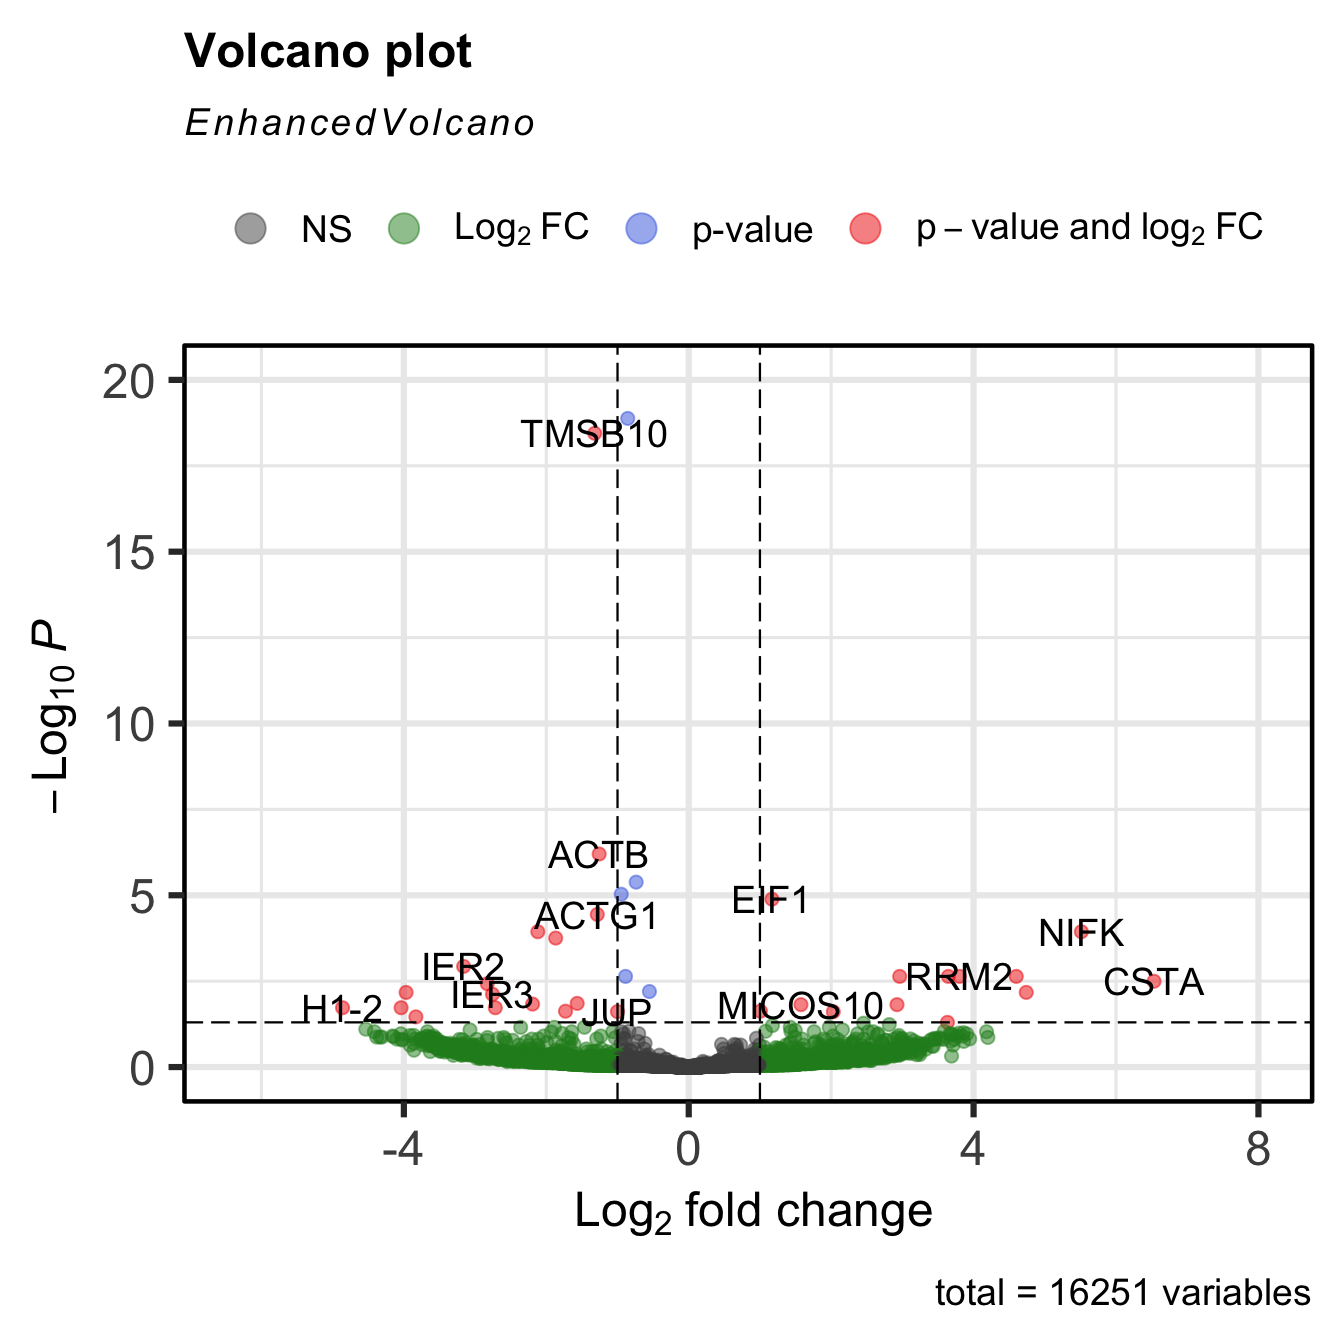 Volcano plot
EnhancedVolcano
NS Log₂ FC p-value p – value and log₂ FC
20
15
10
5
0
– Log₁₀ P
TMSB10
ACTB
EIF1
ACTG1
NIFK
IER2
RRM2
CSTA
IER3
H1-2
JUP
MICOS10
-4 0 4 8
Log₂ fold change
total = 16251 variables